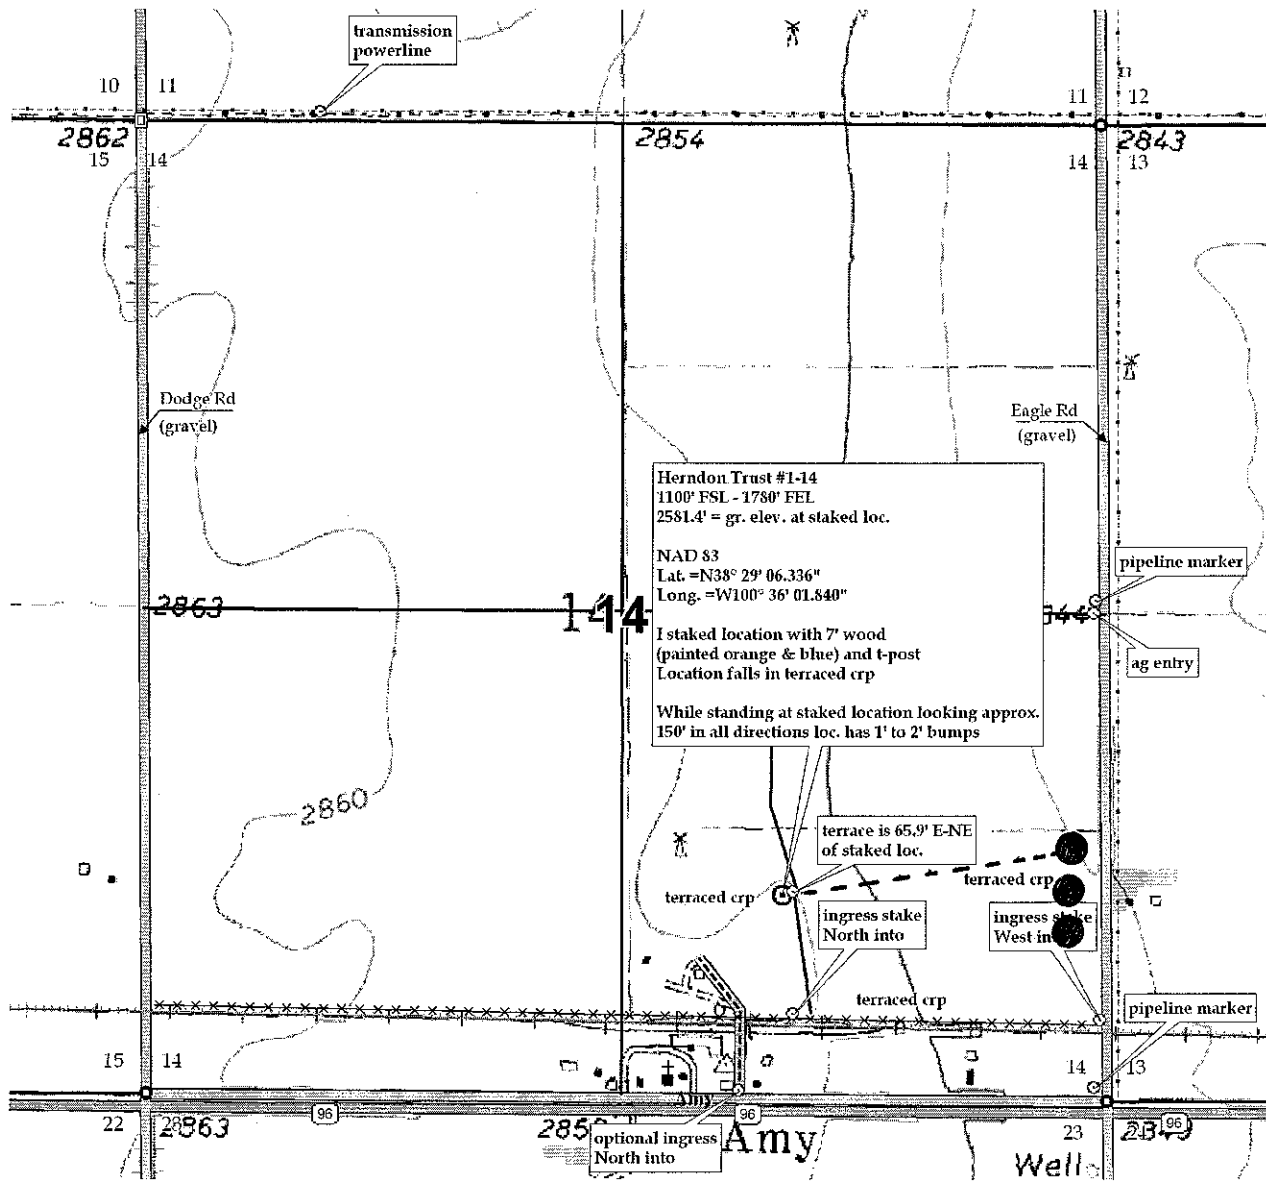 transmission
powerline
10 11
11 12
2862
2854
2843
15 14
14 13
Dodge Rd
(gravel)
Eagle Rd
(gravel)
Herndon Trust #1-14
1100' FSL - 1780' FEL
2581.4' = gr. elev. at staked loc.
NAD 83
Lat. =N38° 29' 06.336"
Long. =W100° 36' 01.840"
I staked location with 7' wood
(painted orange & blue) and t-post
Location falls in terraced crp
While standing at staked location looking approx.
150' in all directions loc. has 1' to 2' bumps
pipeline marker
2863
14
ag entry
2860
terrace is 65.9' E-NE
of staked loc.
terraced crp
terraced crp
ingress stake
North into
ingress stake
West in
terraced crp
pipeline marker
15 14
14 13
96
96
96
22
2863
285
optional ingress
North into
Amy
23
Well